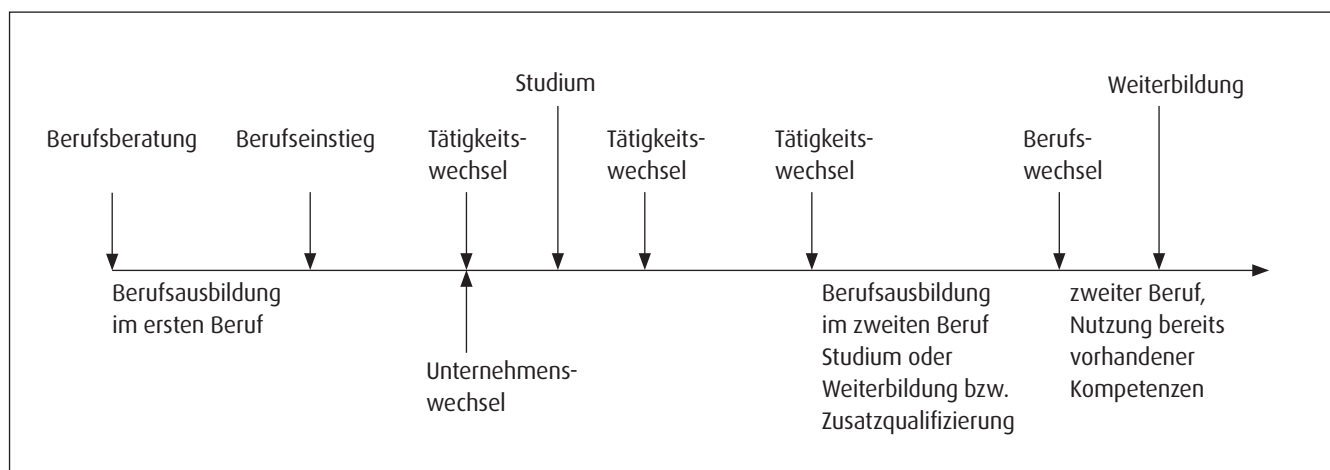 Studium
Weiterbildung
Berufsberatung
Berufseinstieg
Tätigkeits-
wechsel
Tätigkeits-
wechsel
Tätigkeits-
wechsel
Berufs-
wechsel
Berufsausbildung
im ersten Beruf
Unternehmens-
wechsel
Berufsausbildung
im zweiten Beruf
Studium oder
Weiterbildung bzw.
Zusatzqualifizierung
zweiter Beruf,
Nutzung bereits
vorhandener
Kompetenzen